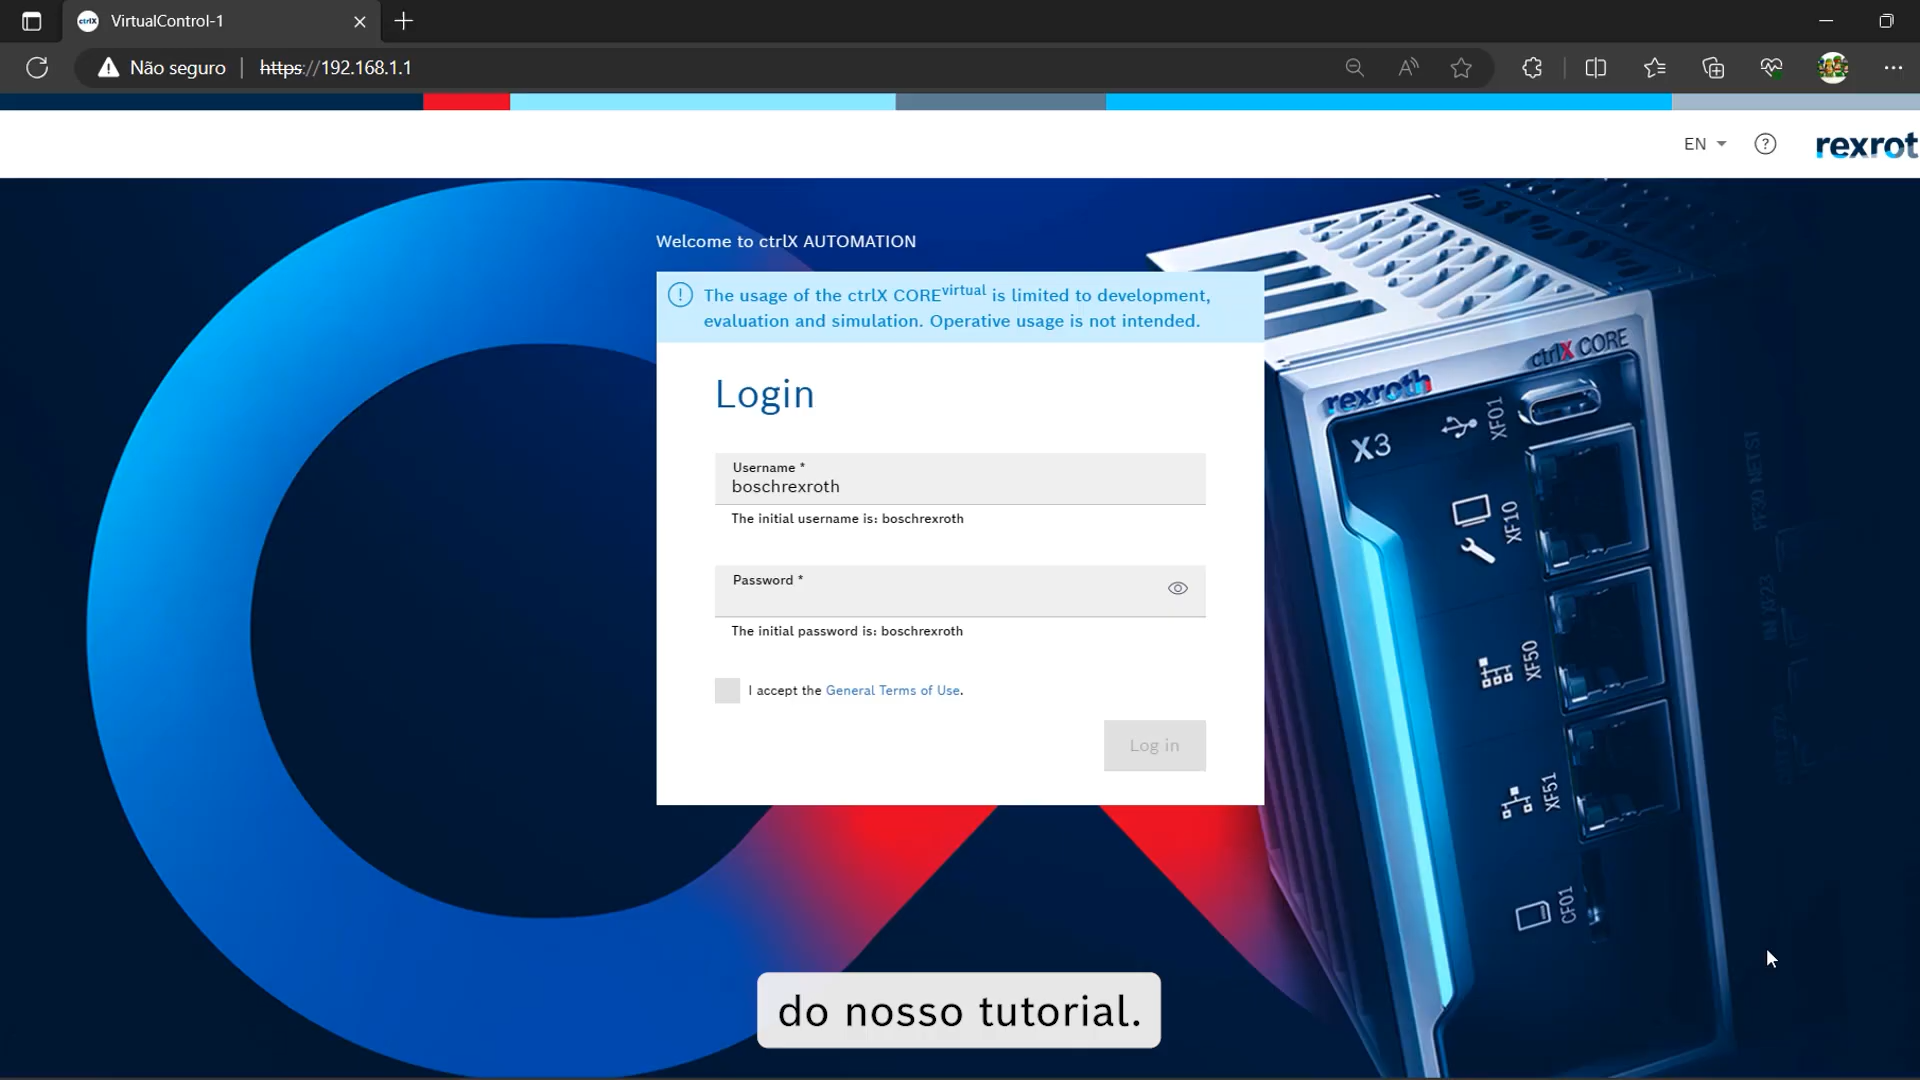 VirtualControl-1
Não seguro
https://192.168.1.1
EN
rexrot
Welcome to ctrlX AUTOMATION
The usage of the ctrlX COREvirtual is limited to development,
evaluation and simulation. Operative usage is not intended.
Login
Username *
boschrexroth
The initial username is: boschrexroth
Password *
The initial password is: boschrexroth
I accept the General Terms of Use.
Log in
ctrlX CORE
rexroth
X3
XF01
XF10
XF50
XF51
CF01
do nosso tutorial.